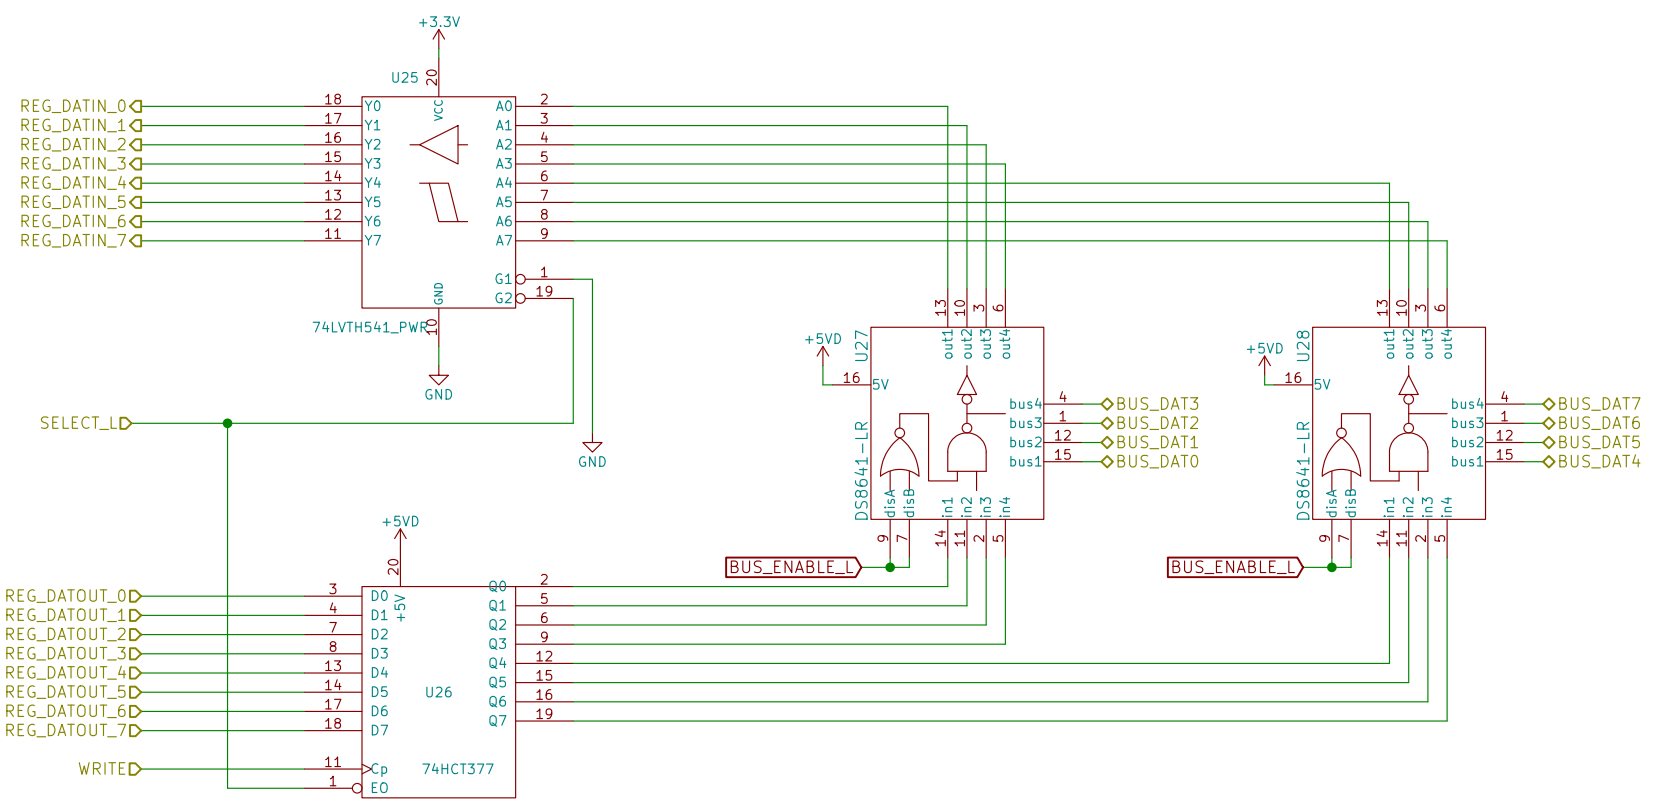 +3.3V
U25
20
VCC
REG_DATIN_0 18 Y0 A0 2
REG_DATIN_1 17 Y1 A1 3
REG_DATIN_2 16 Y2 A2 4
REG_DATIN_3 15 Y3 A3 5
REG_DATIN_4 14 Y4 A4 6
REG_DATIN_5 13 Y5 A5 7
REG_DATIN_6 12 Y6 A6 8
REG_DATIN_7 11 Y7 A7 9
G1 1
G2 19
GND
74LVTH541_PWR
10
GND
SELECT_L
GND
+5VD
U27
13 10 3 6
out1 out2 out3 out4
16 5V
bus4 4 BUS_DAT3
bus3 1 BUS_DAT2
bus2 12 BUS_DAT1
bus1 15 BUS_DAT0
DS8641-LR
disA disB in1 in2 in3 in4
9 7 14 11 2 5
BUS_ENABLE_L
+5VD
U28
13 10 3 6
out1 out2 out3 out4
16 5V
bus4 4 BUS_DAT7
bus3 1 BUS_DAT6
bus2 12 BUS_DAT5
bus1 15 BUS_DAT4
DS8641-LR
disA disB in1 in2 in3 in4
9 7 14 11 2 5
BUS_ENABLE_L
+5VD
20
+5V
Q0 2
REG_DATOUT_0 3 D0
Q1 5
REG_DATOUT_1 4 D1
Q2 6
REG_DATOUT_2 7 D2
Q3 9
REG_DATOUT_3 8 D3
Q4 12
REG_DATOUT_4 13 D4
Q5 15
REG_DATOUT_5 14 D5
U26
Q6 16
REG_DATOUT_6 17 D6
Q7 19
REG_DATOUT_7 18 D7
WRITE 11 Cp 74HCT377
1 EO